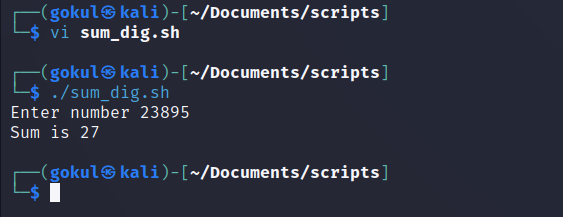 ┌──(gokul㉿kali)-[~/Documents/scripts]
└─$ vi sum_dig.sh
┌──(gokul㉿kali)-[~/Documents/scripts]
└─$ ./sum_dig.sh
Enter number 23895
Sum is 27
┌──(gokul㉿kali)-[~/Documents/scripts]
└─$